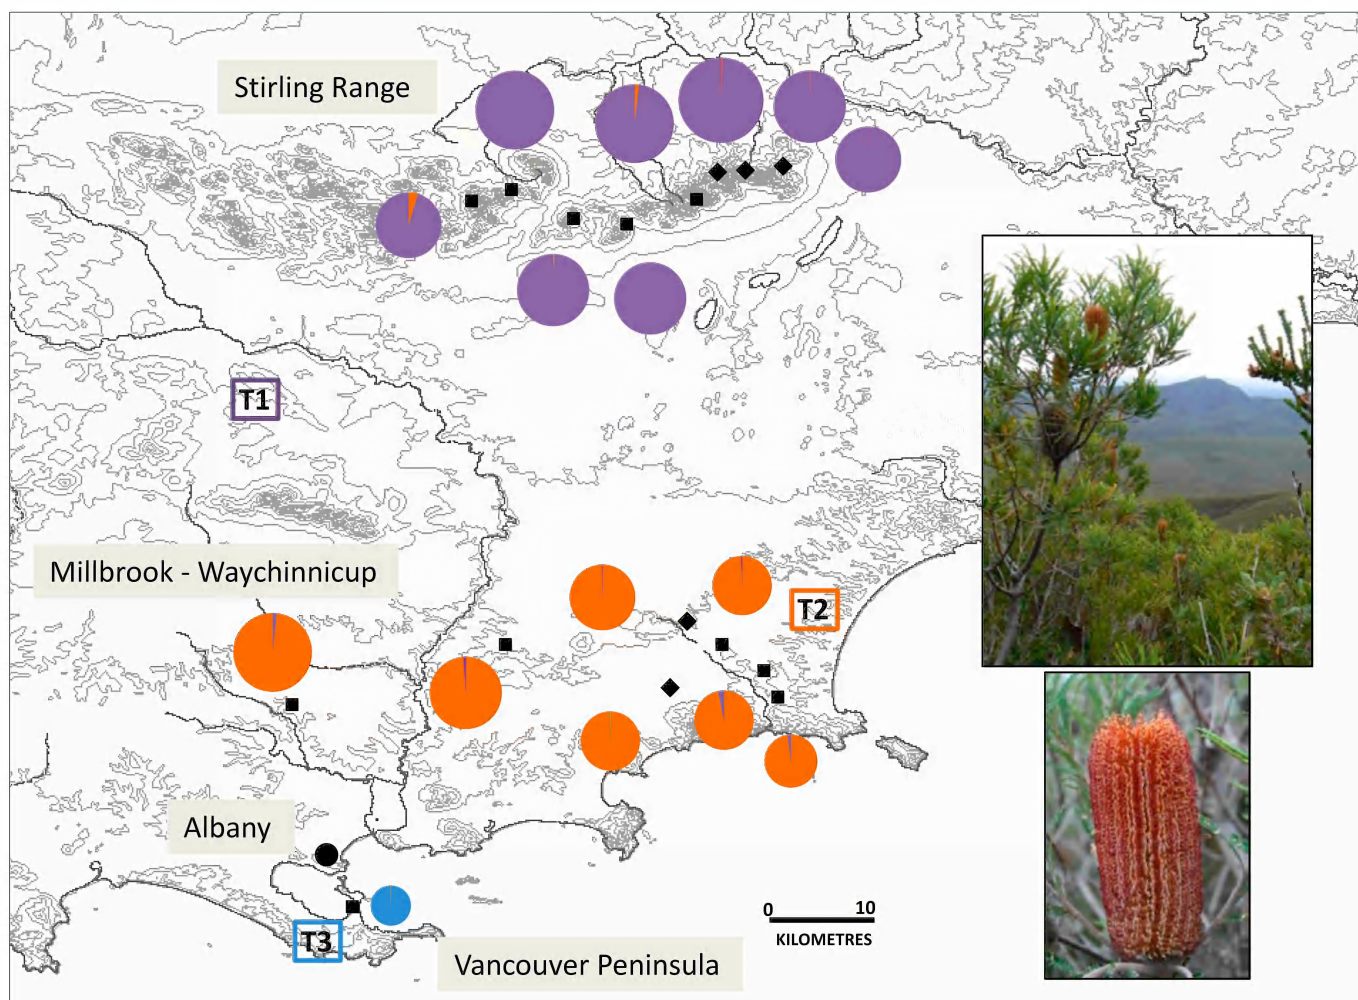 Stirling Range
T1
Millbrook - Waychinnicup
T2
Albany
T3
0 10
KILOMETRES
Vancouver Peninsula